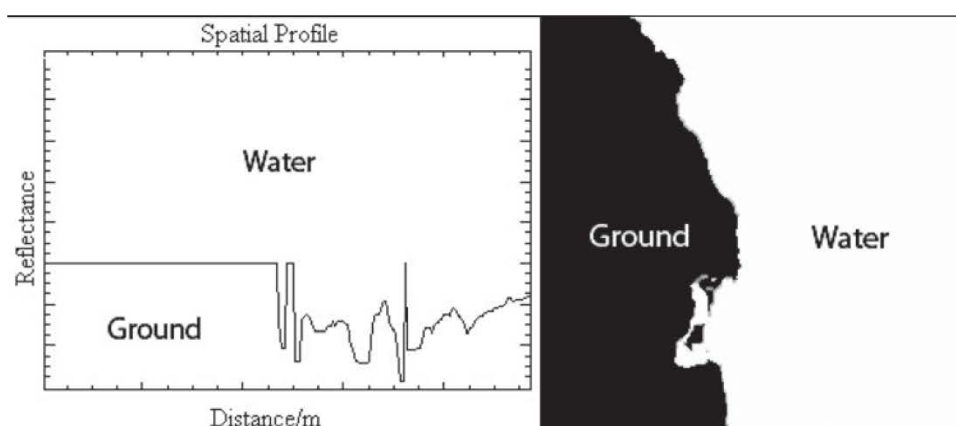 Spatial Profile
Water
Reflectance
Ground
Distance/m
Ground
Water